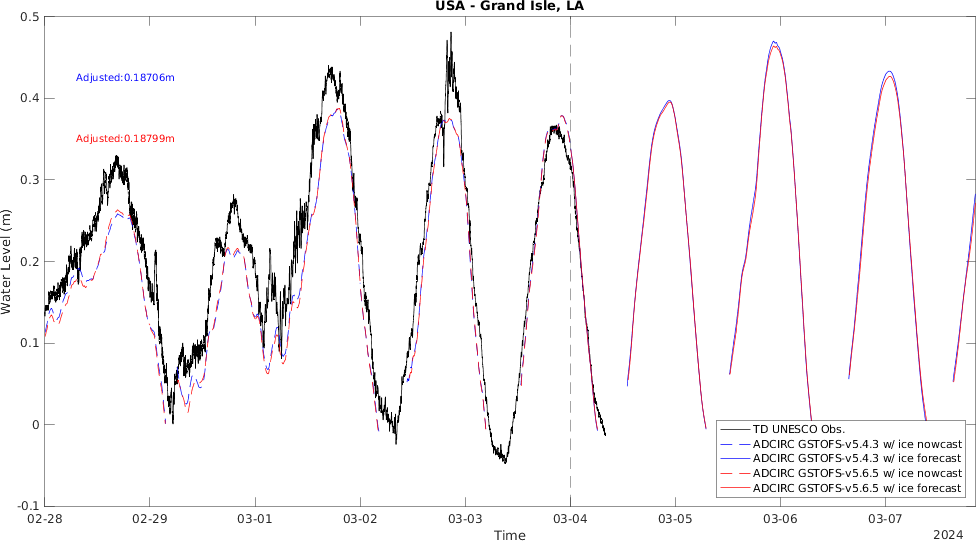 USA - Grand Isle, LA
0.5
0.4
0.3
0.2
0.1
0
-0.1
Water Level (m)
Adjusted:0.18706m
Adjusted:0.18799m
TD UNESCO Obs.
ADCIRC GSTOFS-v5.4.3 w/ ice nowcast
ADCIRC GSTOFS-v5.4.3 w/ ice forecast
ADCIRC GSTOFS-v5.6.5 w/ ice nowcast
ADCIRC GSTOFS-v5.6.5 w/ ice forecast
02-28 02-29 03-01 03-02 03-03 03-04 03-05 03-06 03-07
Time
2024